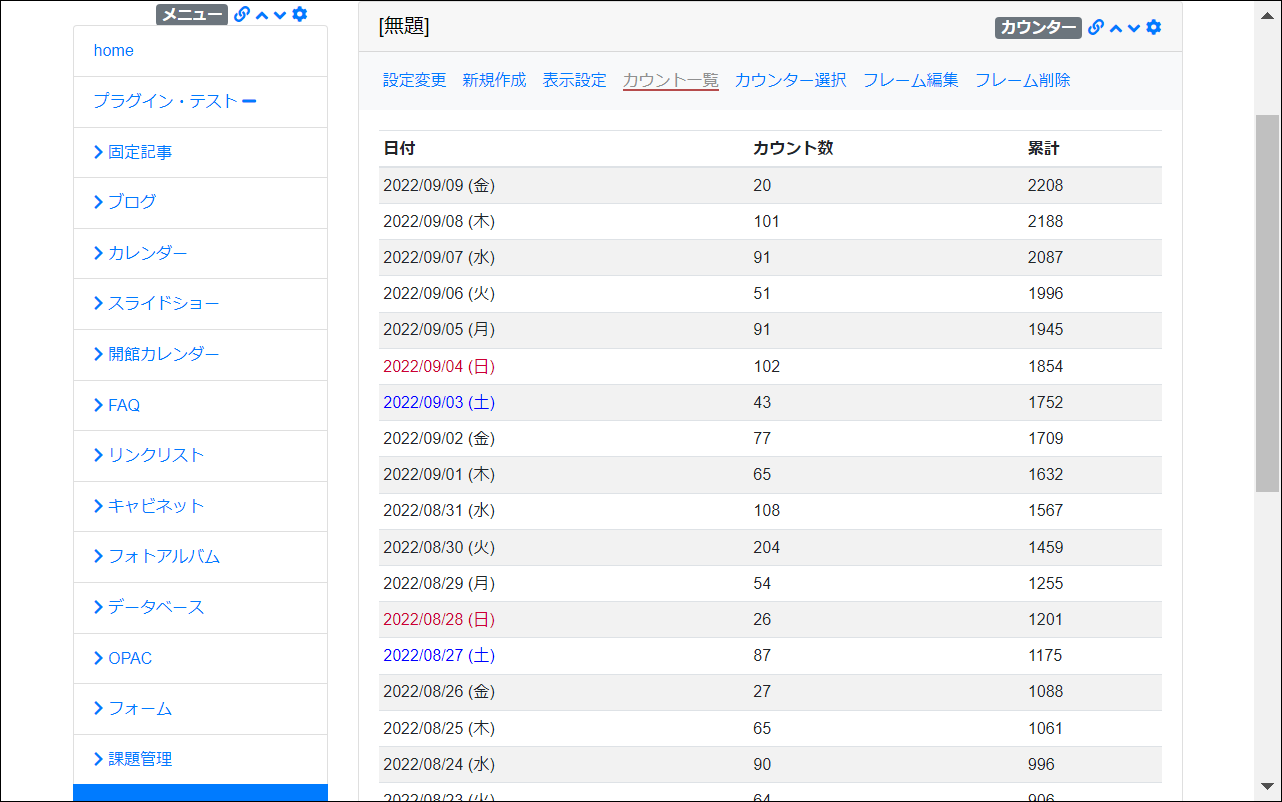 メニュー
home
プラグイン・テスト
固定記事
ブログ
カレンダー
スライドショー
開館カレンダー
FAQ
リンクリスト
キャビネット
フォトアルバム
データベース
OPAC
フォーム
課題管理
[無題] カウンター
設定変更 新規作成 表示設定 カウント一覧 カウンター選択 フレーム編集 フレーム削除
日付 カウント数 累計
2022/09/09 (金) 20 2208
2022/09/08 (木) 101 2188
2022/09/07 (水) 91 2087
2022/09/06 (火) 51 1996
2022/09/05 (月) 91 1945
2022/09/04 (日) 102 1854
2022/09/03 (土) 43 1752
2022/09/02 (金) 77 1709
2022/09/01 (木) 65 1632
2022/08/31 (水) 108 1567
2022/08/30 (火) 204 1459
2022/08/29 (月) 54 1255
2022/08/28 (日) 26 1201
2022/08/27 (土) 87 1175
2022/08/26 (金) 27 1088
2022/08/25 (木) 65 1061
2022/08/24 (水) 90 996
2022/08/23 (火) 64 906